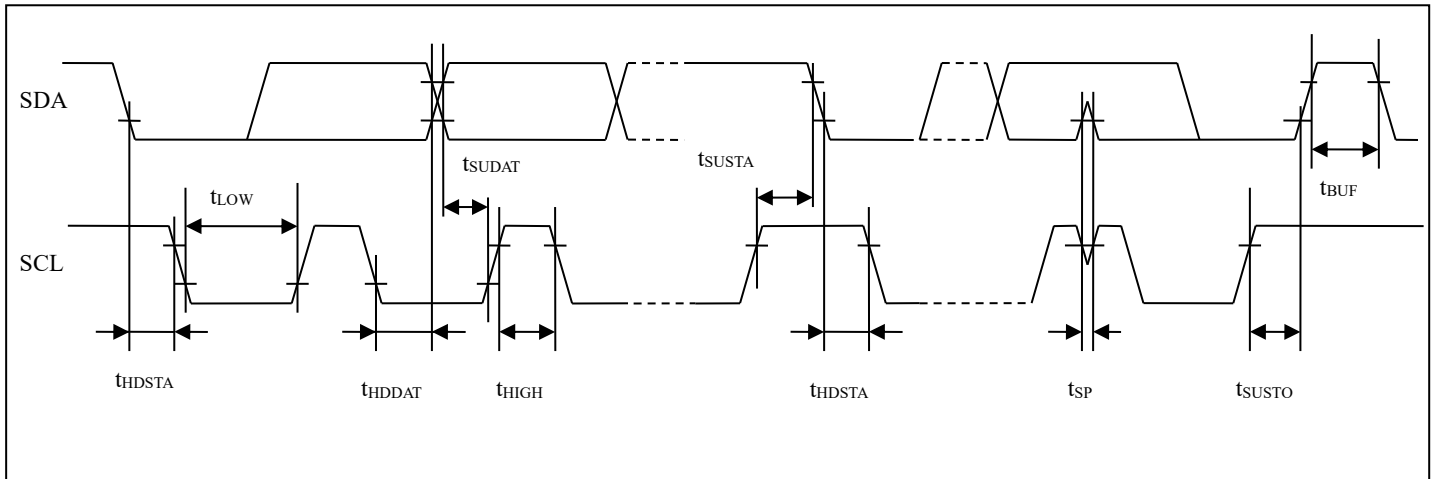 SDA
tSUDAT
tSUSTA
tLOW
tBUF
SCL
tHDSTA
tHDDAT
tHIGH
tHDSTA
tSP
tSUSTO